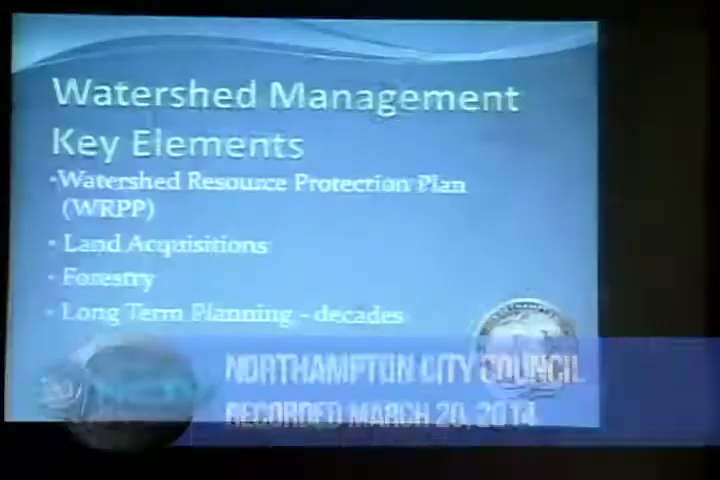 Watershed Management
Key Elements
•Watershed Resource Protection Plan
(WRPP)
• Land Acquisitions
• Forestry
• Long Term Planning - decades
NORTHAMPTON CITY COUNCIL
RECORDED MARCH 20, 2014